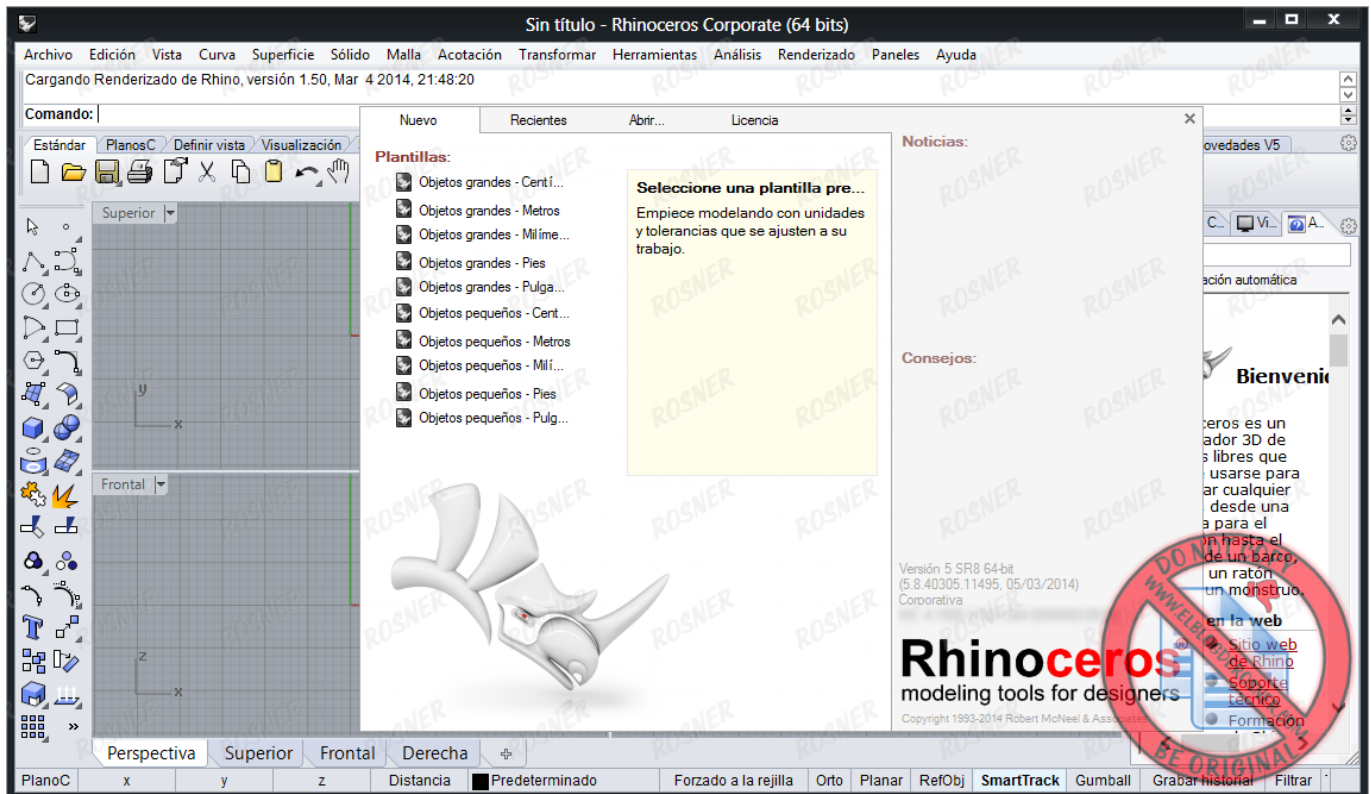 Sin título - Rhinoceros Corporate (64 bits)
Archivo Edición Vista Curva Superficie Sólido Malla Acotación Transformar Herramientas Análisis Renderizado Paneles Ayuda
Cargando Renderizado de Rhino, versión 1.50, Mar 4 2014, 21:48:20
Comando:
Nuevo Recientes Abrir... Licencia
Estándar PlanosC Definir vista Visualización
ovedades V5
Plantillas:
Objetos grandes - Centí...
Objetos grandes - Metros
Objetos grandes - Milíme...
Objetos grandes - Pies
Objetos grandes - Pulga...
Objetos pequeños - Cent...
Objetos pequeños - Metros
Objetos pequeños - Milí...
Objetos pequeños - Pies
Objetos pequeños - Pulg...
Seleccione una plantilla pre...
Empiece modelando con unidades
y tolerancias que se ajusten a su
trabajo.
Noticias:
Consejos:
Versión 5 SR8 64-bit
(5.8.40305.11495, 05/03/2014)
Corporativa
Rhinoceros
modeling tools for designers
Copyright 1993-2014 Robert McNeel & Associates
Superior
y
x
Frontal
z
x
C... Vi... A...
ación automática
Bienvenid
ceros es un
ador 3D de
s libres que
usarse para
ar cualquier
desde una
a para el
ón hasta el
de un barco,
un ratón
un monstruo.
en la web
Sitio web
de Rhino
Soporte
técnico
Formación
DO NOT COPY
WWW.ELBLOGDEROSNER.COM
BE ORIGINAL
Perspectiva Superior Frontal Derecha
PlanoC x y z Distancia Predeterminado Forzado a la rejilla Orto Planar RefObj SmartTrack Gumball Grabar historial Filtrar
ROSNER